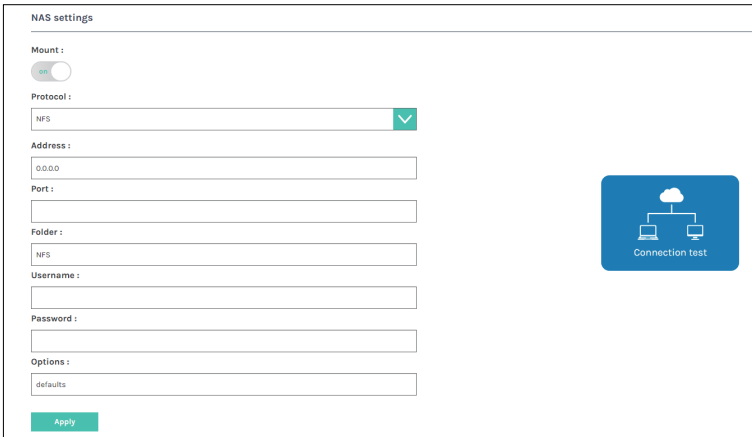 NAS settings
Mount :
on
Protocol :
NFS
Address :
0.0.0.0
Port :
Folder :
NFS
Username :
Password :
Options :
defaults
Apply
Connection test